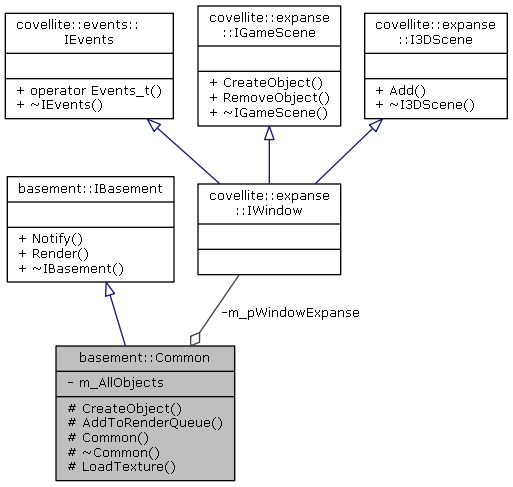 covellite::events::
IEvents
+ operator Events_t()
+ ~IEvents()
covellite::expanse
::IGameScene
+ CreateObject()
+ RemoveObject()
+ ~IGameScene()
covellite::expanse
::I3DScene
+ Add()
+ ~I3DScene()
basement::IBasement
+ Notify()
+ Render()
+ ~IBasement()
covellite::expanse
::IWindow
-m_pWindowExpanse
basement::Common
- m_AllObjects
# CreateObject()
# AddToRenderQueue()
# Common()
# ~Common()
# LoadTexture()